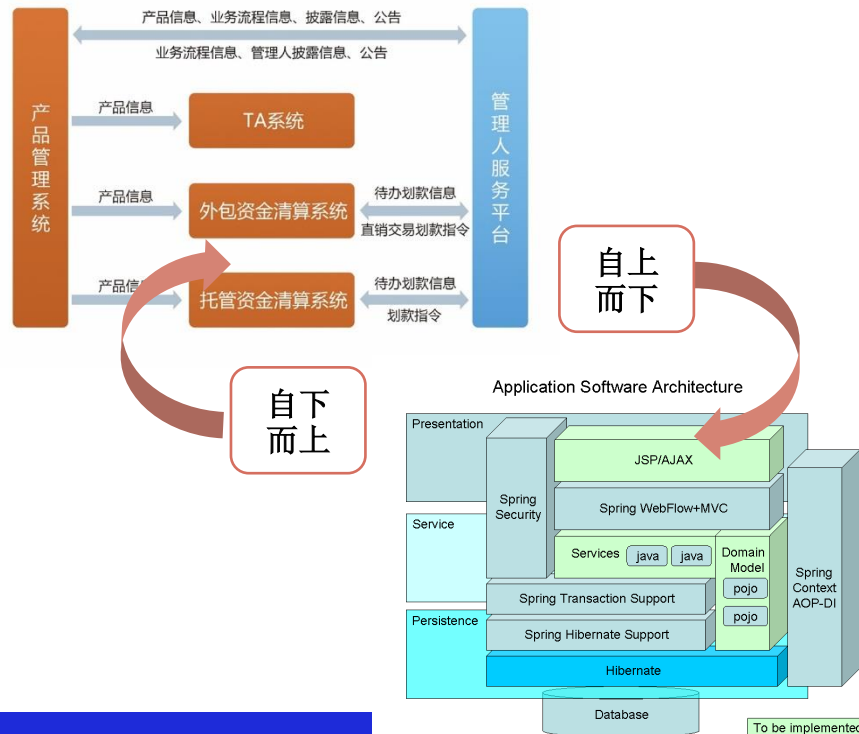 产品信息、业务流程信息、披露信息、公告
业务流程信息、管理人披露信息、公告
产品管理系统
管理人服务平台
产品信息
TA系统
产品信息
外包资金清算系统
待办划款信息
直销交易划款指令
产品信息
托管资金清算系统
待办划款信息
划款指令
自上
而下
自下
而上
Application Software Architecture
Presentation
JSP/AJAX
Spring
Security
Spring WebFlow+MVC
Service
Services
java
java
Domain
Model
pojo
pojo
Spring
Context
AOP-DI
Spring Transaction Support
Persistence
Spring Hibernate Support
Hibernate
Database
To be implemented